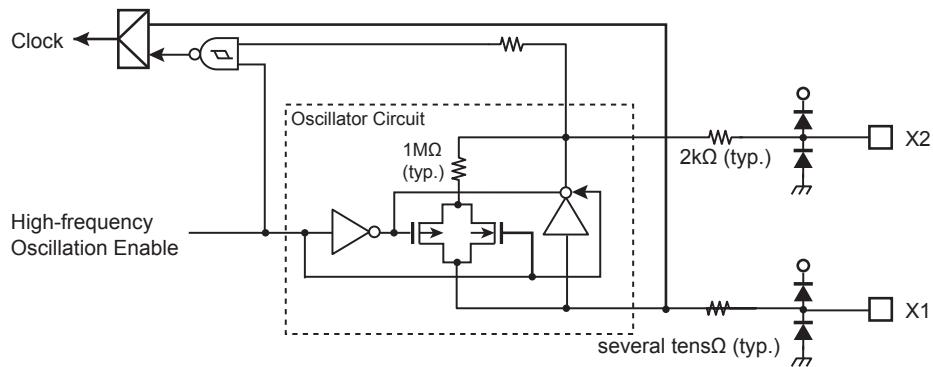 Clock
Oscillator Circuit
1MΩ
(typ.)
2kΩ (typ.)
X2
High-frequency
Oscillation Enable
X1
several tensΩ (typ.)